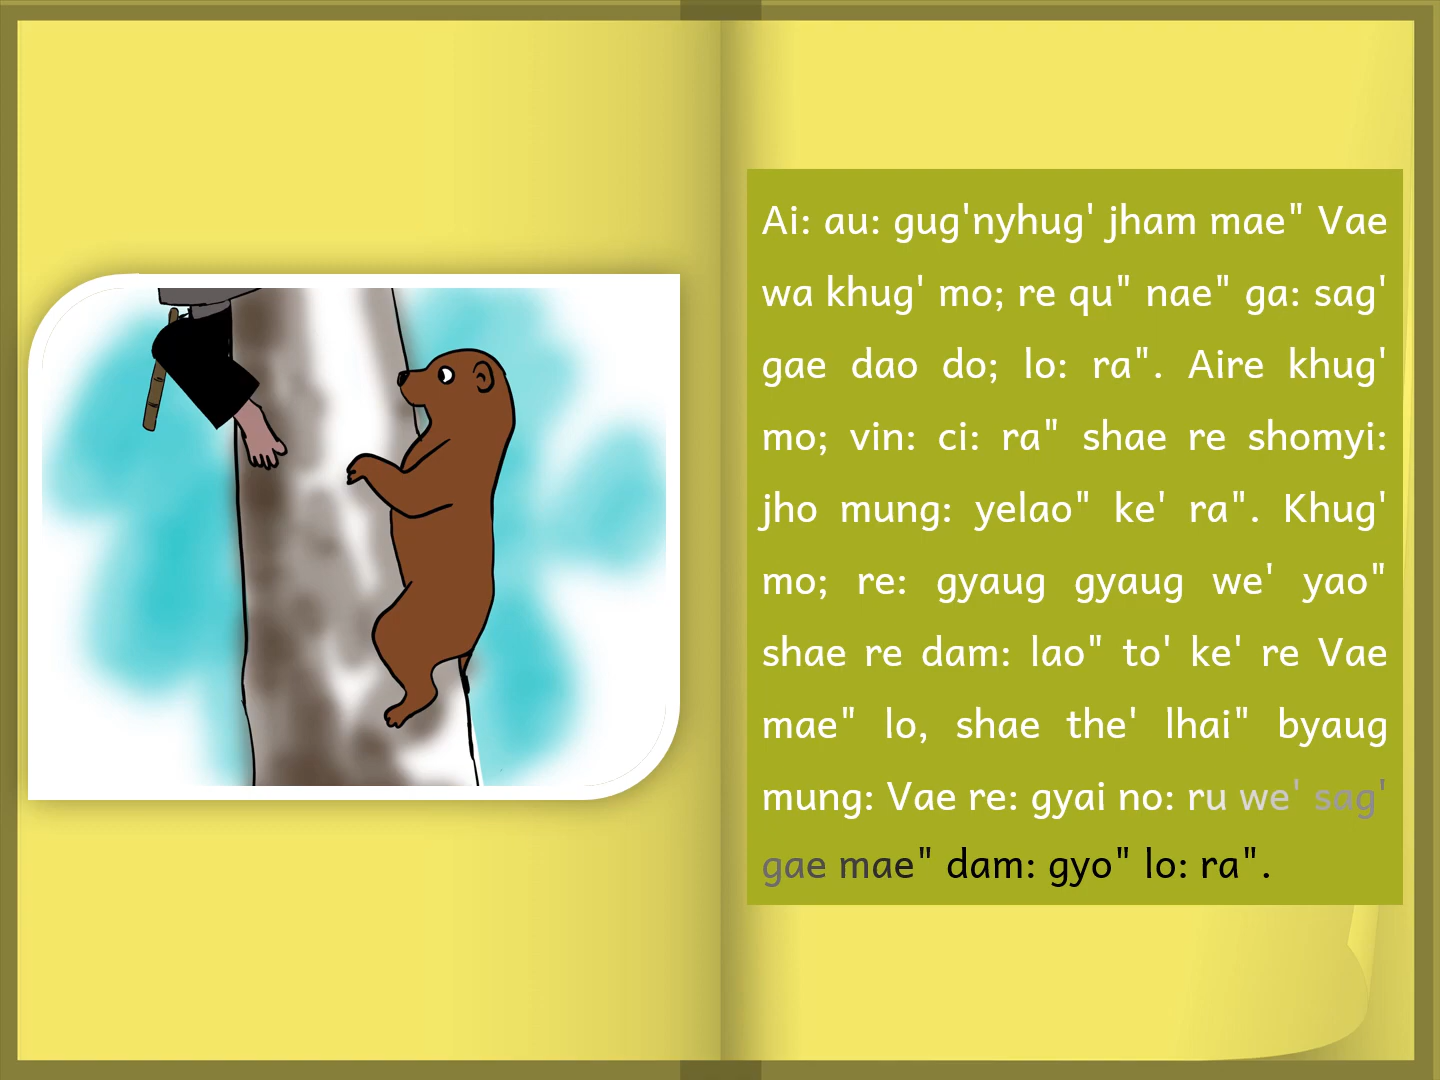 Ai: au: gug'nyhug' jham mae" Vae
wa khug' mo; re qu" nae" ga: sag'
gae dao do; lo: ra". Aire khug'
mo; vin: ci: ra" shae re shomyi:
jho mung: yelao" ke' ra". Khug'
mo; re: gyaug gyaug we' yao"
shae re dam: lao" to' ke' re Vae
mae" lo, shae the' lhai" byaug
mung: Vae re: gyai no: ru we' sag'
gae mae" dam: gyo" lo: ra".